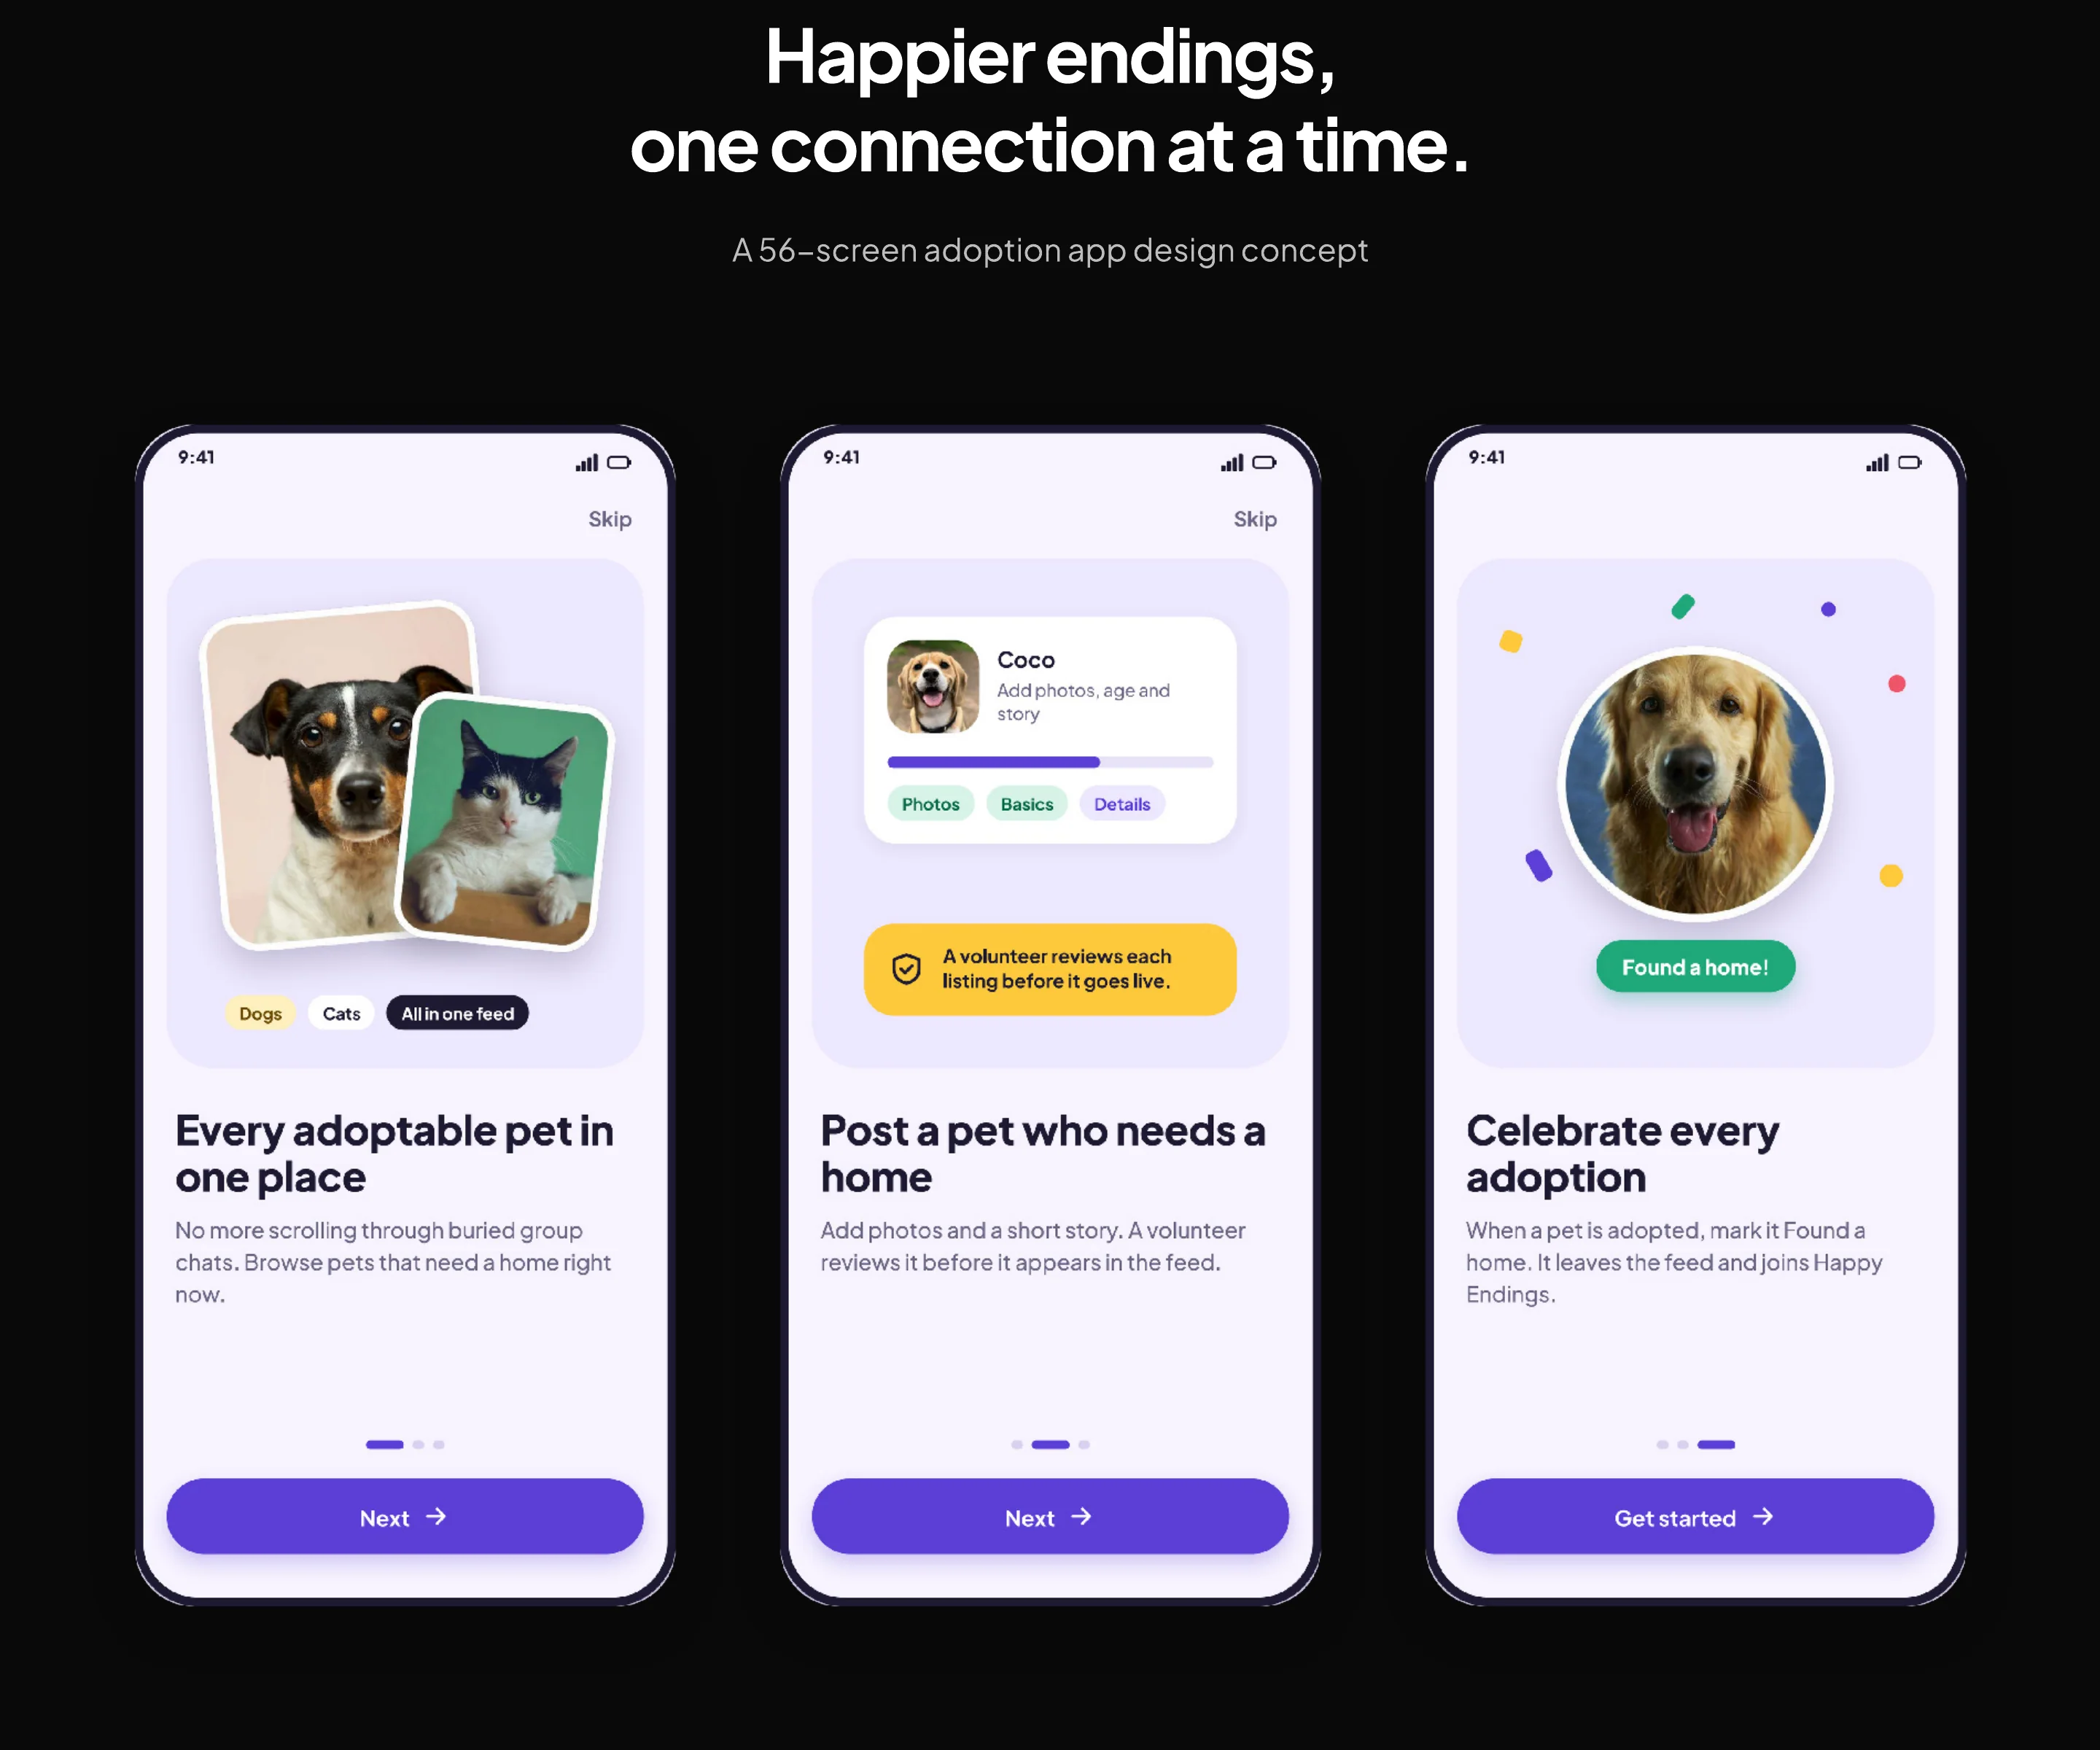 Happier endings,
one connection at a time.
A 56–screen adoption app design concept
9:41
Skip
Dogs
Cats
All in one feed
Every adoptable pet in
one place
No more scrolling through buried group
chats. Browse pets that need a home right
now.
Next →
9:41
Skip
Coco
Add photos, age and
story
Photos
Basics
Details
A volunteer reviews each
listing before it goes live.
Post a pet who needs a
home
Add photos and a short story. A volunteer
reviews it before it appears in the feed.
Next →
9:41
Found a home!
Celebrate every
adoption
When a pet is adopted, mark it Found a
home. It leaves the feed and joins Happy
Endings.
Get started →